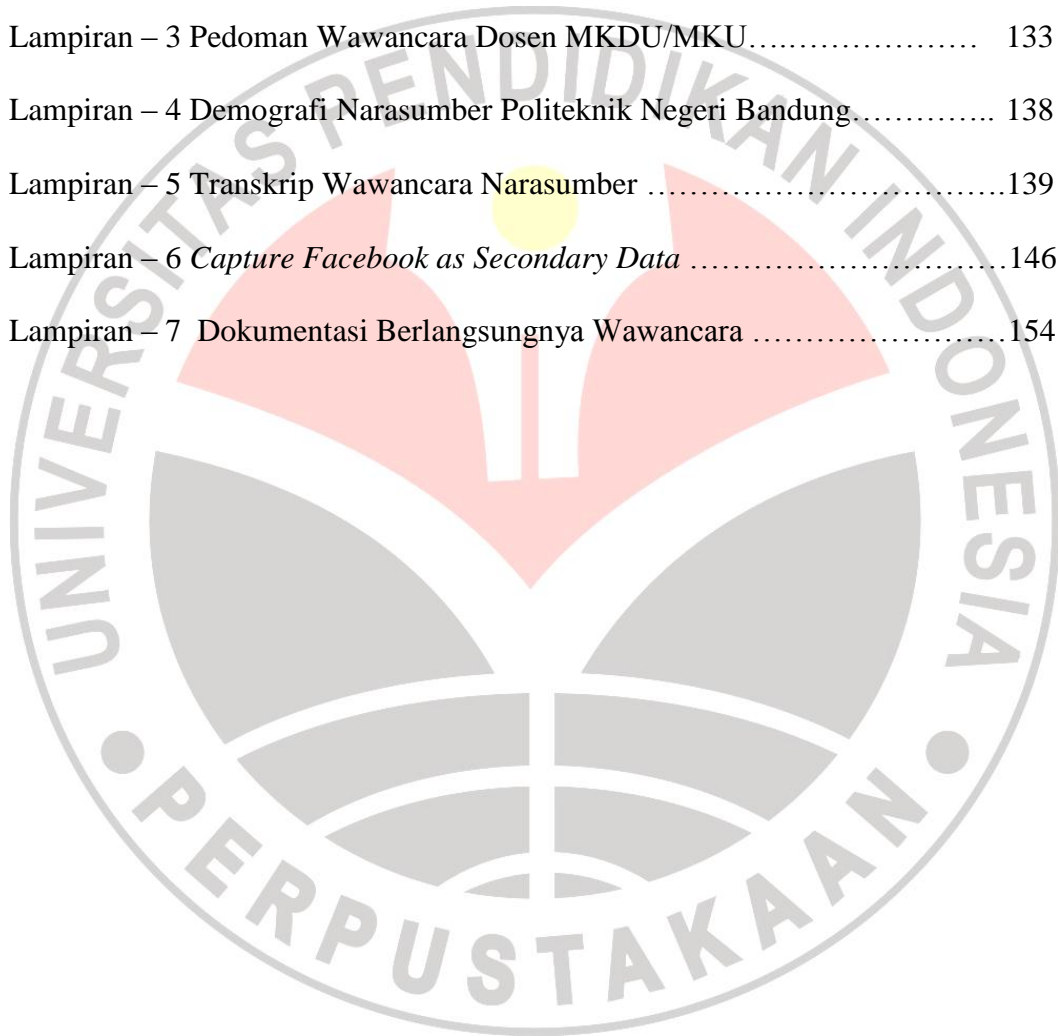 Lampiran – 3 Pedoman Wawancara Dosen MKDU/MKU….………………… 133
Lampiran – 4 Demografi Narasumber Politeknik Negeri Bandung………….. 138
Lampiran – 5 Transkrip Wawancara Narasumber …………………………….139
Lampiran – 6 Capture Facebook as Secondary Data ……………………………146
Lampiran – 7  Dokumentasi Berlangsungnya Wawancara ……………………154
UNIVERSITAS PENDIDIKAN INDONESIA
PERPUSTAKAAN